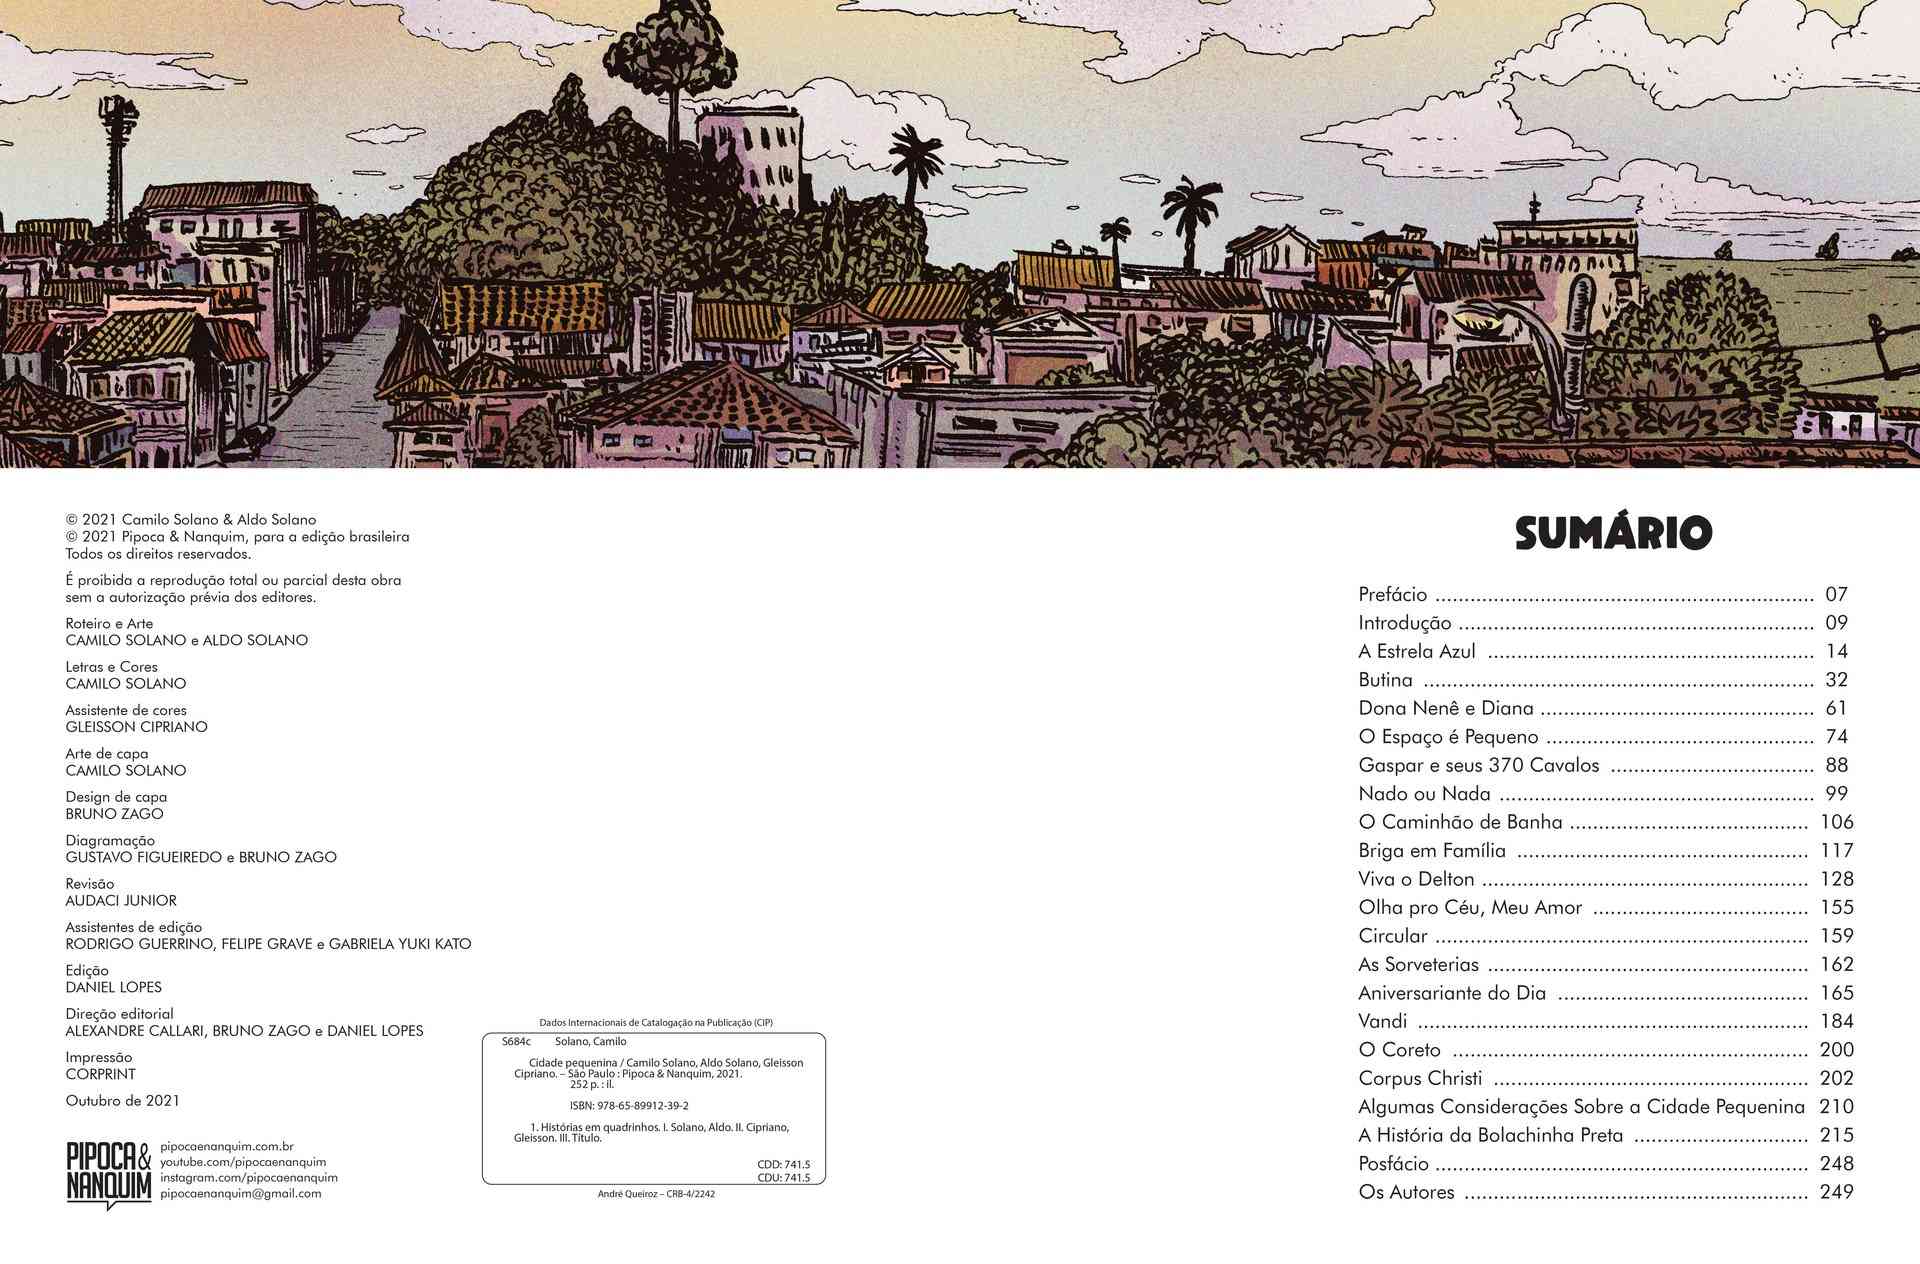 © 2021 Camilo Solano & Aldo Solano
© 2021 Pipoca & Nanquim, para a edição brasileira
Todos os direitos reservados.
É proibida a reprodução total ou parcial desta obra
sem a autorização prévia dos editores.
Roteiro e Arte
CAMILO SOLANO e ALDO SOLANO
Letras e Cores
CAMILO SOLANO
Assistente de cores
GLEISSON CIPRIANO
Arte de capa
CAMILO SOLANO
Design de capa
BRUNO ZAGO
Diagramação
GUSTAVO FIGUEIREDO e BRUNO ZAGO
Revisão
AUDACI JUNIOR
Assistentes de edição
RODRIGO GUERRINO, FELIPE GRAVE e GABRIELA YUKI KATO
Edição
DANIEL LOPES
Direção editorial
ALEXANDRE CALLARI, BRUNO ZAGO e DANIEL LOPES
Impressão
CORPRINT
Outubro de 2021
PIPOCA &
NANQUIM
pipocaenanquim.com.br
youtube.com/pipocaenanquim
instagram.com/pipocaenanquim
pipocaenanquim@gmail.com
Dados Internacionais de Catalogação na Publicação (CIP)
S684c Solano, Camilo
Cidade pequenina / Camilo Solano, Aldo Solano, Gleisson
Cipriano. – São Paulo : Pipoca & Nanquim, 2021.
252 p. : il.
ISBN: 978-65-89912-39-2
1. Histórias em quadrinhos. I. Solano, Aldo. II. Cipriano,
Gleisson. III. Título.
CDD: 741.5
CDU: 741.5
André Queiroz – CRB-4/2242
SUMÁRIO
Prefácio ................................................................. 07
Introdução ............................................................. 09
A Estrela Azul ........................................................ 14
Butina ................................................................... 32
Dona Nenê e Diana ............................................... 61
O Espaço é Pequeno .............................................. 74
Gaspar e seus 370 Cavalos ................................... 88
Nado ou Nada ...................................................... 99
O Caminhão de Banha ......................................... 106
Briga em Família .................................................. 117
Viva o Delton ........................................................ 128
Olha pro Céu, Meu Amor ..................................... 155
Circular ................................................................ 159
As Sorveterias ....................................................... 162
Aniversariante do Dia ........................................... 165
Vandi ................................................................... 184
O Coreto ............................................................. 200
Corpus Christi ...................................................... 202
Algumas Considerações Sobre a Cidade Pequenina 210
A História da Bolachinha Preta .............................. 215
Posfácio ................................................................ 248
Os Autores ........................................................... 249